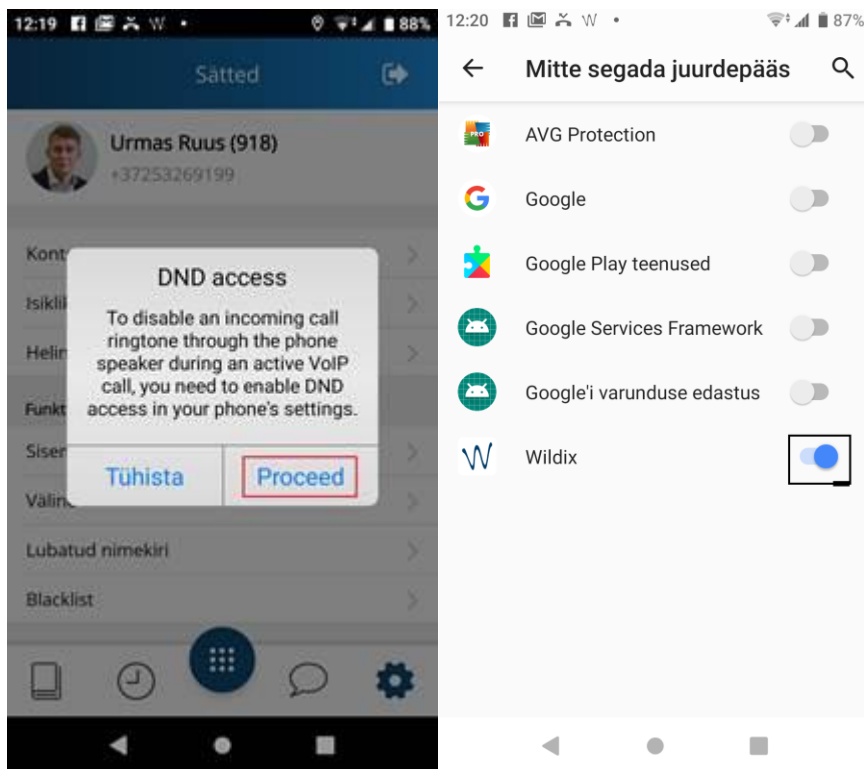 12:19
88%
Sätted
Urmas Ruus (918)
+37253269199
Kont
Isiklik
Helin
DND access
To disable an incoming call
ringtone through the phone
speaker during an active VoIP
call, you need to enable DND
access in your phone's settings.
Funkt
Siser
Tühista
Proceed
Välin
Lubatud nimekiri
Blacklist
12:20
87%
Mitte segada juurdepääs
AVG Protection
Google
Google Play teenused
Google Services Framework
Google'i varunduse edastus
Wildix